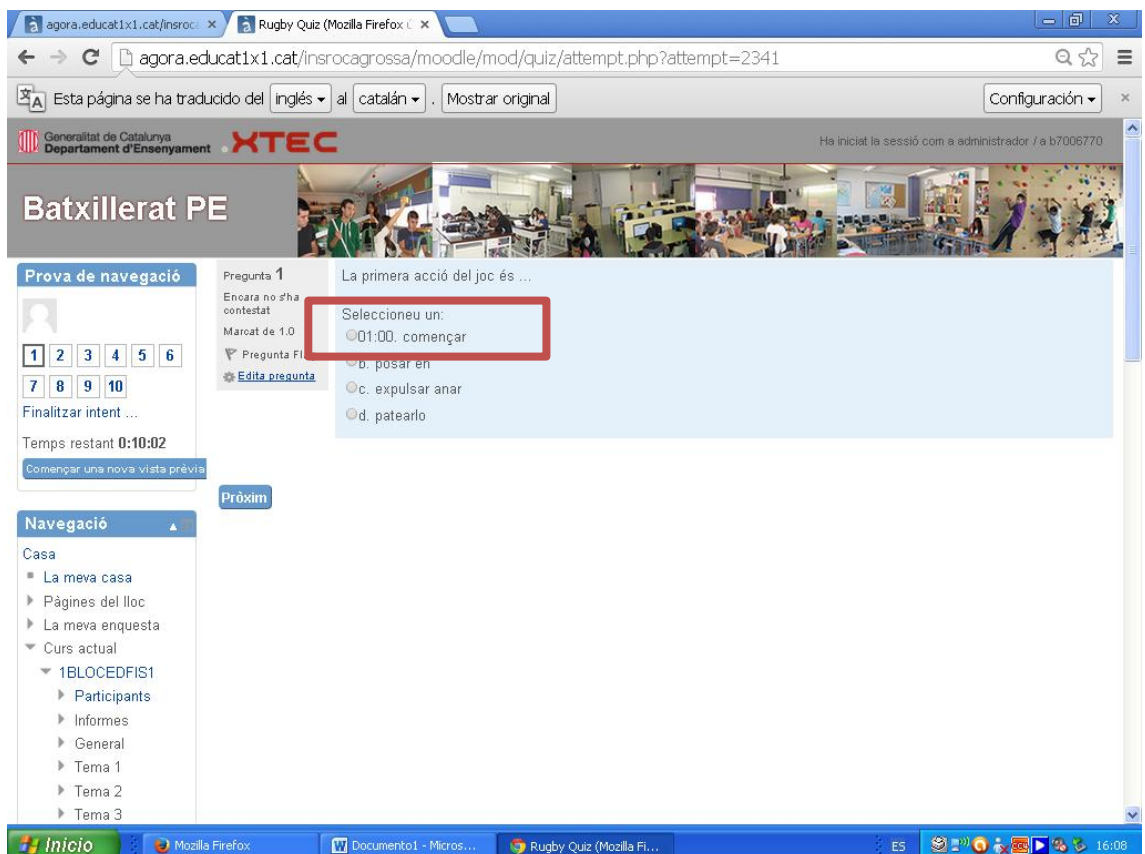 agora.educat1x1.cat/insroca
Rugby Quiz (Mozilla Firefox
agora.educat1x1.cat/insrocagrossa/moodle/mod/quiz/attempt.php?attempt=2341
Esta página se ha traducido del inglés al catalán . Mostrar original Configuración
Generalitat de Catalunya
Departament d'Ensenyament
XTEC
Ha iniciat la sessió com a administrador / a b7006770
Batxillerat PE
Prova de navegació
1 2 3 4 5 6
7 8 9 10
Finalitzar intent ...
Temps restant 0:10:02
Començar una nova vista prèvia
Pregunta 1
Encara no s'ha
contestat
Marcat de 1.0
Pregunta Fl
Edita pregunta
La primera acció del joc és ...
Seleccioneu un:
01:00. començar
b. posar en
c. expulsar anar
d. patearlo
Pròxim
Navegació
Casa
La meva casa
Pàgines del lloc
La meva enquesta
Curs actual
1BLOCEDFIS1
Participants
Informes
General
Tema 1
Tema 2
Tema 3
Inicio Mozilla Firefox Documento1 - Micros... Rugby Quiz (Mozilla Fi... ES 16:08